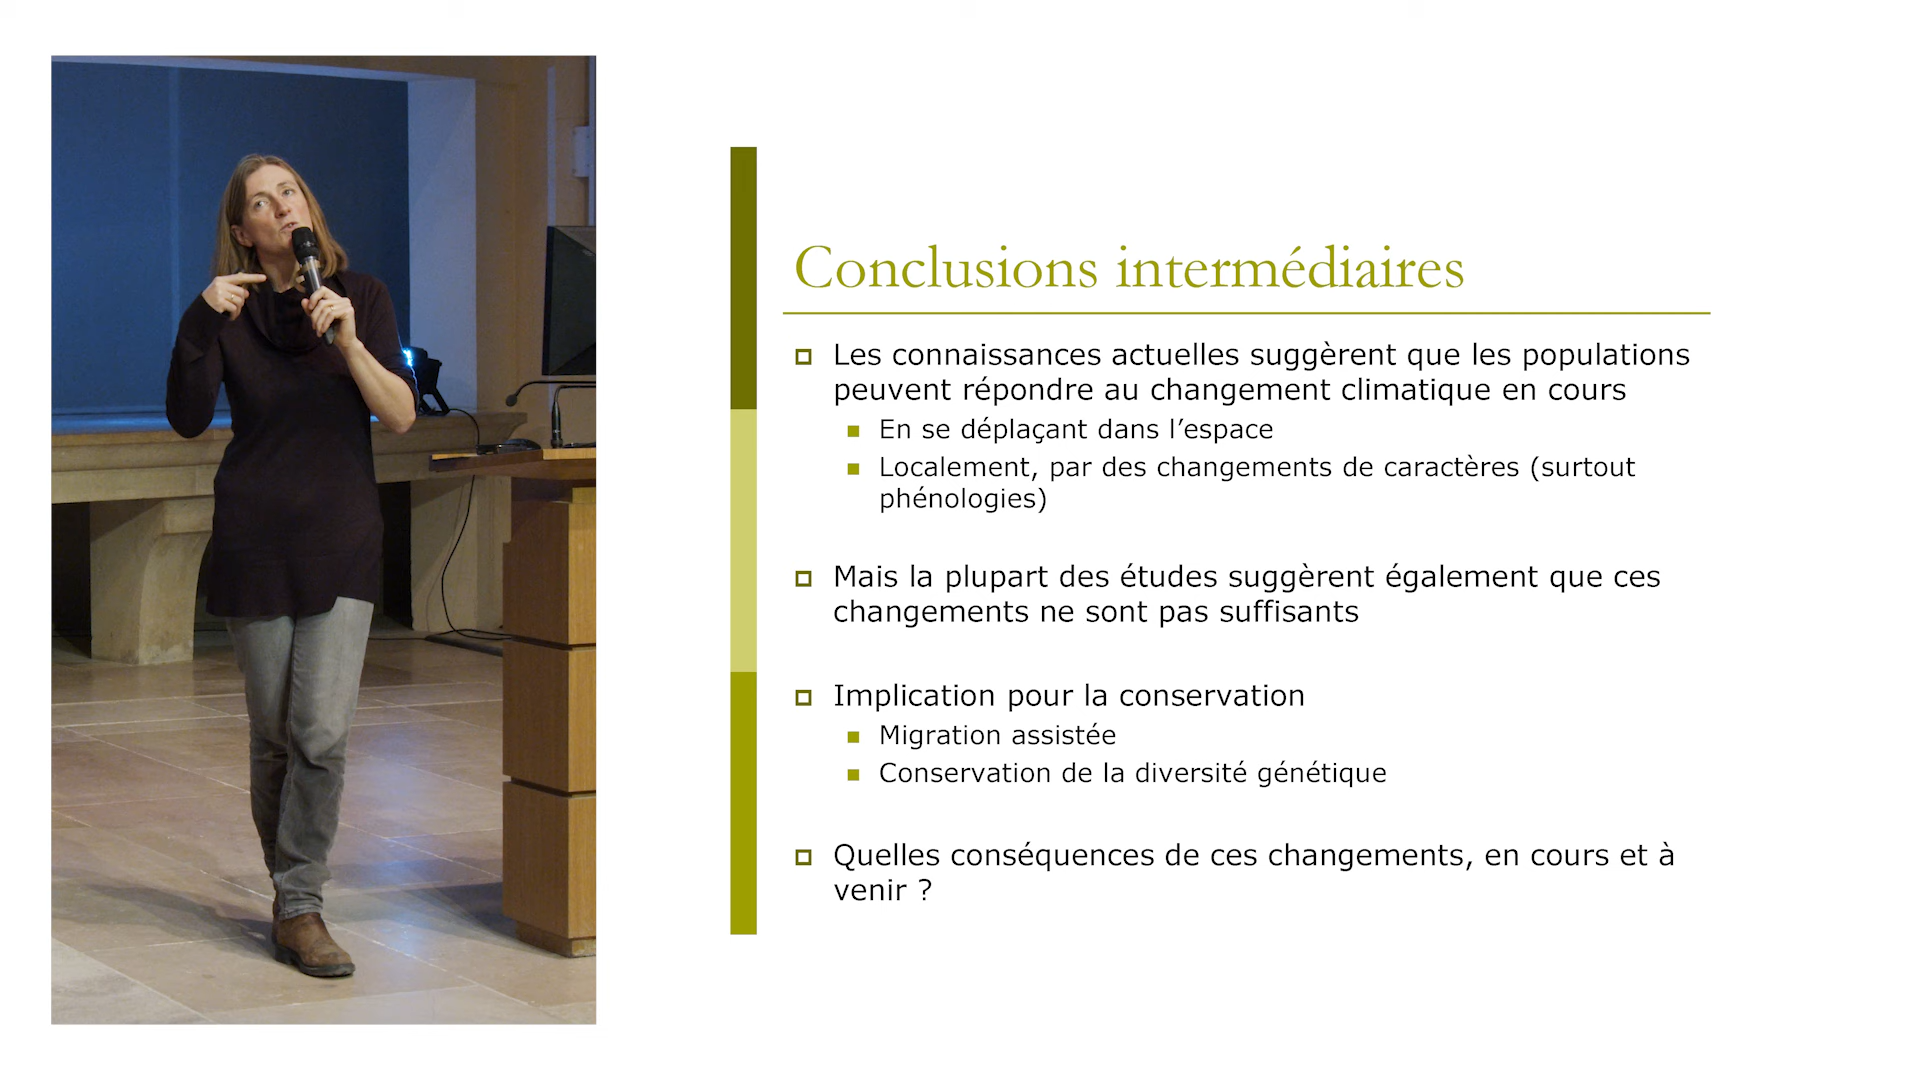 Conclusions intermédiaires
Les connaissances actuelles suggèrent que les populations
peuvent répondre au changement climatique en cours
En se déplaçant dans l’espace
Localement, par des changements de caractères (surtout
phénologies)
Mais la plupart des études suggèrent également que ces
changements ne sont pas suffisants
Implication pour la conservation
Migration assistée
Conservation de la diversité génétique
Quelles conséquences de ces changements, en cours et à
venir ?